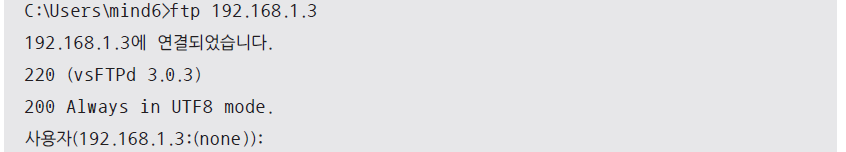 C:\Users\mind6>ftp 192.168.1.3
192.168.1.3에 연결되었습니다.
220 (vsFTPd 3.0.3)
200 Always in UTF8 mode.
사용자(192.168.1.3:(none)):